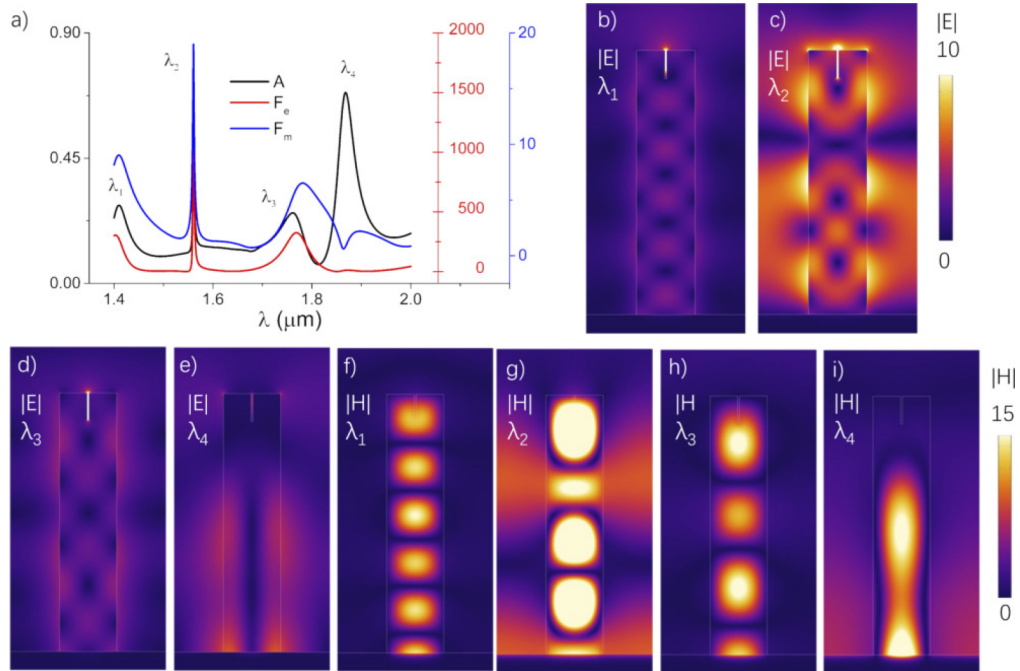 a)
0.90
0.45
0.00
1.4
1.6
1.8
2.0
λ (μm)
λ₁
λ₂
λ₃
λ₄
A
Fₑ
Fₘ
2000
1500
1000
500
0
20
10
0
b)
|E|
λ₁
c)
|E|
λ₂
|E|
10
0
d)
|E|
λ₃
e)
|E|
λ₄
f)
|H|
λ₁
g)
|H|
λ₂
h)
|H
λ₃
i)
|H|
λ₄
|H|
15
0